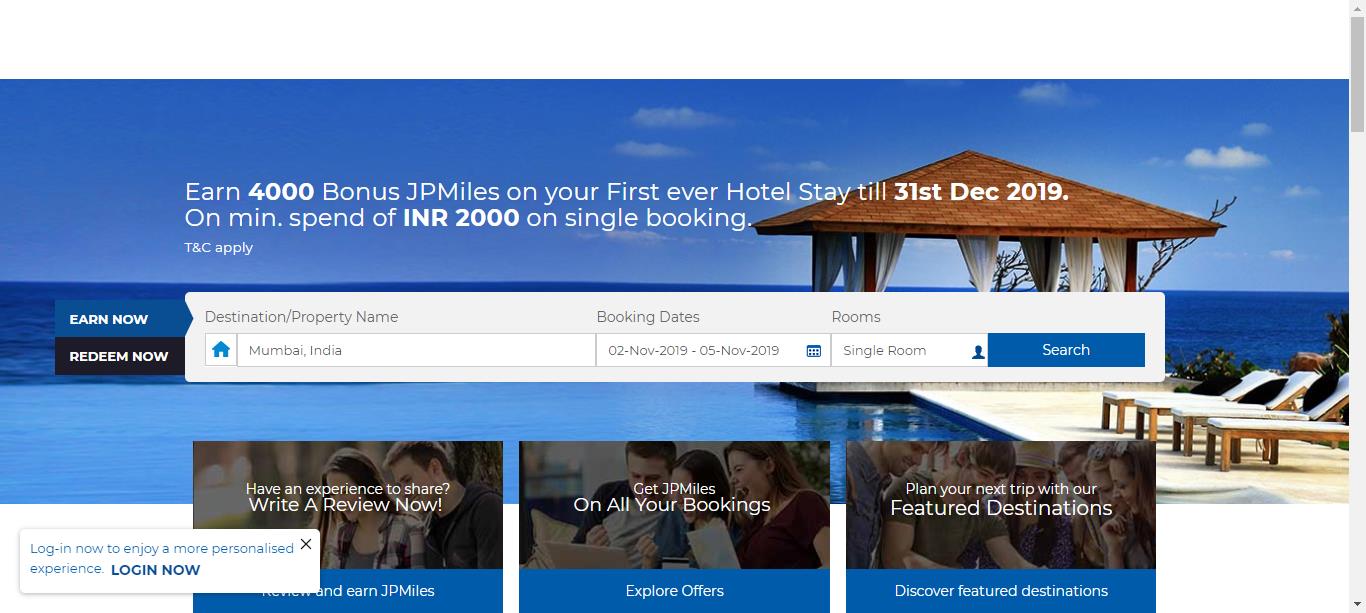 Earn 4000 Bonus JPMiles on your First ever Hotel Stay till 31st Dec 2019.
On min. spend of INR 2000 on single booking.
T&C apply
EARN NOW
REDEEM NOW
Destination/Property Name
Booking Dates
Rooms
Mumbai, India
02-Nov-2019 - 05-Nov-2019
Single Room
Search
Have an experience to share?
Write A Review Now!
Review and earn JPMiles
Get JPMiles
On All Your Bookings
Explore Offers
Plan your next trip with our
Featured Destinations
Discover featured destinations
Log-in now to enjoy a more personalised
experience. LOGIN NOW